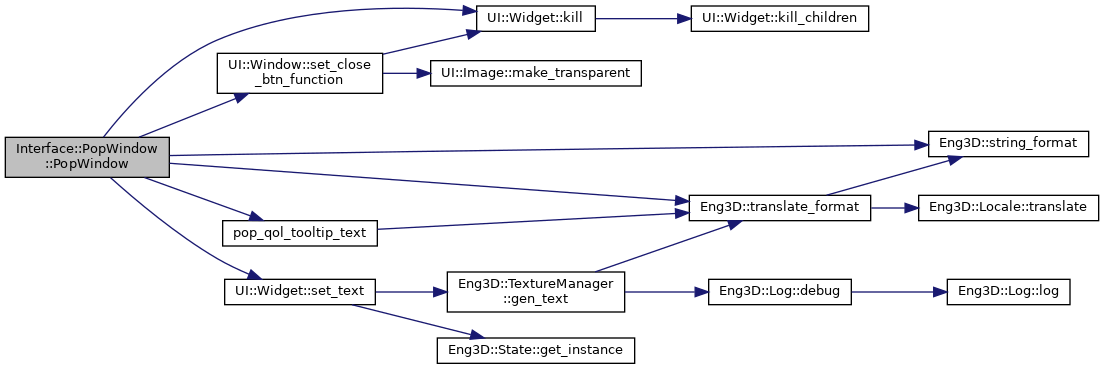 UI::Widget::kill
UI::Widget::kill_children
UI::Window::set_close
_btn_function
UI::Image::make_transparent
Interface::PopWindow
::PopWindow
Eng3D::string_format
Eng3D::translate_format
Eng3D::Locale::translate
pop_qol_tooltip_text
UI::Widget::set_text
Eng3D::TextureManager
::gen_text
Eng3D::Log::debug
Eng3D::Log::log
Eng3D::State::get_instance